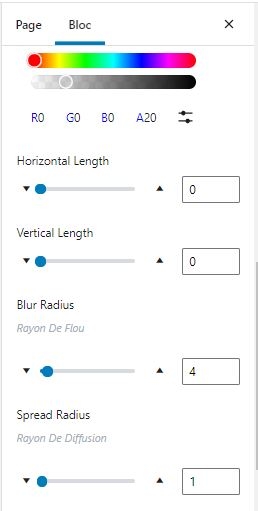 Page Bloc
R0 G0 B0 A20
Horizontal Length
0
Vertical Length
0
Blur Radius
Rayon De Flou
4
Spread Radius
Rayon De Diffusion
1